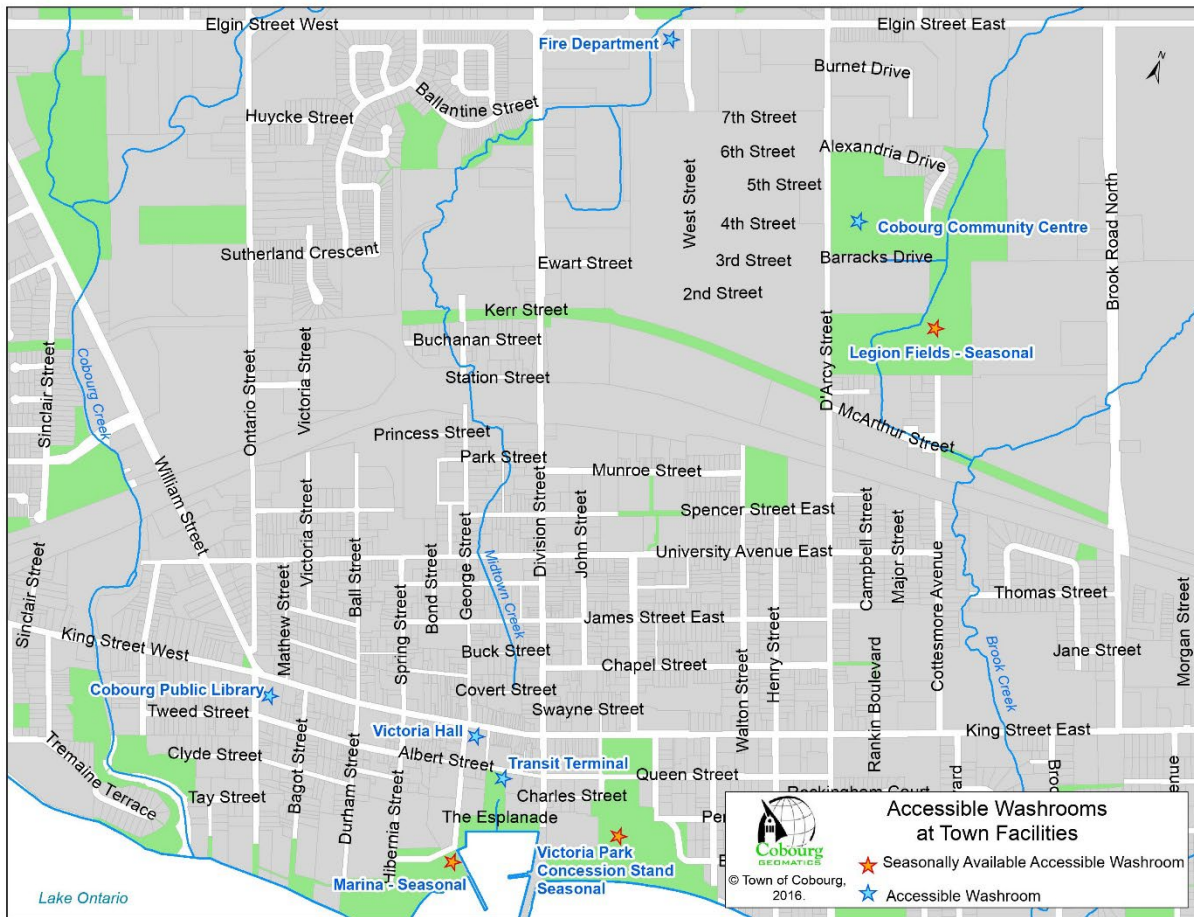 Elgin Street West
Elgin Street East
Fire Department
Burnet Drive
Ballantine Street
Huycke Street
7th Street
6th Street
Alexandria Drive
5th Street
West Street
4th Street
Cobourg Community Centre
Sutherland Crescent
Ewart Street
3rd Street
Barracks Drive
Brook Road North
2nd Street
Kerr Street
Buchanan Street
Legion Fields - Seasonal
Station Street
D'Arcy Street
Sinclair Street
Cobourg Creek
Ontario Street
Victoria Street
McArthur Street
Princess Street
Park Street
Munroe Street
William Street
Division Street
John Street
Spencer Street East
University Avenue East
Campbell Street
Major Street
Cottesmore Avenue
Sinclair Street
Mathew Street
Victoria Street
Ball Street
Spring Street
Bond Street
George Street
Midtown Creek
Thomas Street
James Street East
King Street West
Buck Street
Chapel Street
Walton Street
Henry Street
Rankin Boulevard
Brook Creek
Jane Street
Morgan Street
Cobourg Public Library
Covert Street
Tweed Street
Swayne Street
Victoria Hall
King Street East
Clyde Street
Albert Street
Transit Terminal
Queen Street
Tremaine Terrace
Tay Street
Bagot Street
Durham Street
Hibernia Street
Charles Street
The Esplanade
Victoria Park
Concession Stand
Seasonal
Marina - Seasonal
Lake Ontario
N
Accessible Washrooms
at Town Facilities
Cobourg
GEOMATICS
© Town of Cobourg,
2016.
Seasonally Available Accessible Washroom
Accessible Washroom